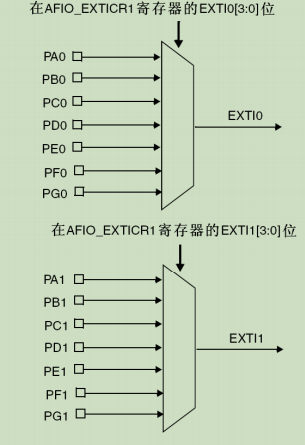 在AFIO_EXTICR1寄存器的EXTI0[3:0]位
PA0
PB0
PC0
PD0
PE0
PF0
PG0
EXTI0
在AFIO_EXTICR1寄存器的EXTI1[3:0]位
PA1
PB1
PC1
PD1
PE1
PF1
PG1
EXTI1